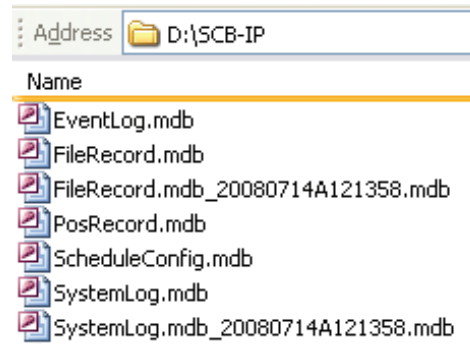 Address D:\SCB-IP
Name
EventLog.mdb
FileRecord.mdb
FileRecord.mdb_20080714A121358.mdb
PosRecord.mdb
ScheduleConfig.mdb
SystemLog.mdb
SystemLog.mdb_20080714A121358.mdb